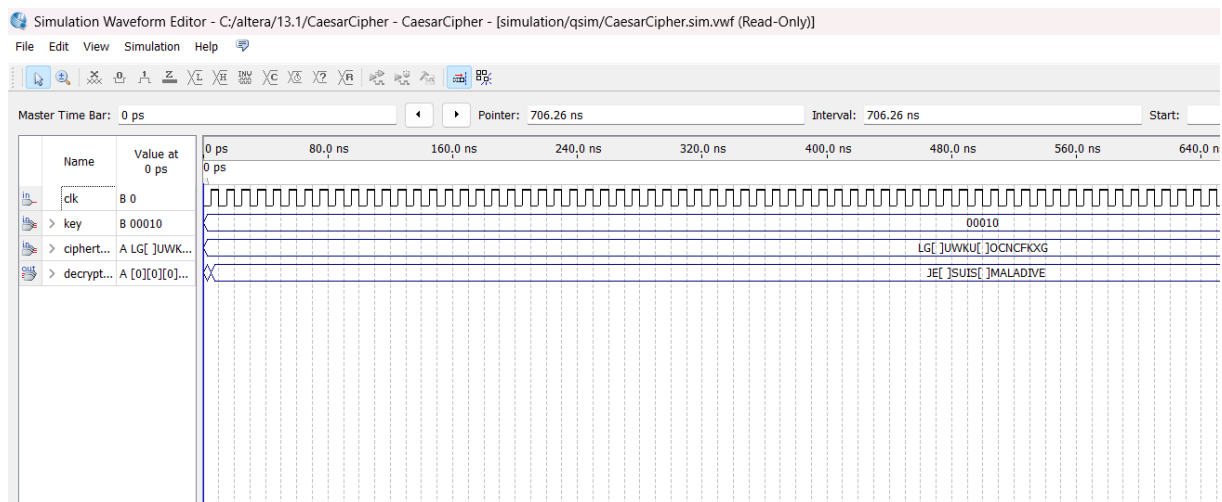 Simulation Waveform Editor - C:/altera/13.1/CaesarCipher - CaesarCipher - [simulation/qsim/CaesarCipher.sim.vwf (Read-Only)]
File Edit View Simulation Help
Master Time Bar: 0 ps Pointer: 706.26 ns Interval: 706.26 ns Start:
Name Value at 0 ps 0 ps 80.0 ns 160.0 ns 240.0 ns 320.0 ns 400.0 ns 480.0 ns 560.0 ns 640.0 n
0 ps
clk B 0
key B 00010 00010
ciphert... A LG[ ]UWK... LG[ ]UWKU[ ]OCNCFKXG
decrypt... A [0][0][0]... JE[ ]SUIS[ ]MALADIVE